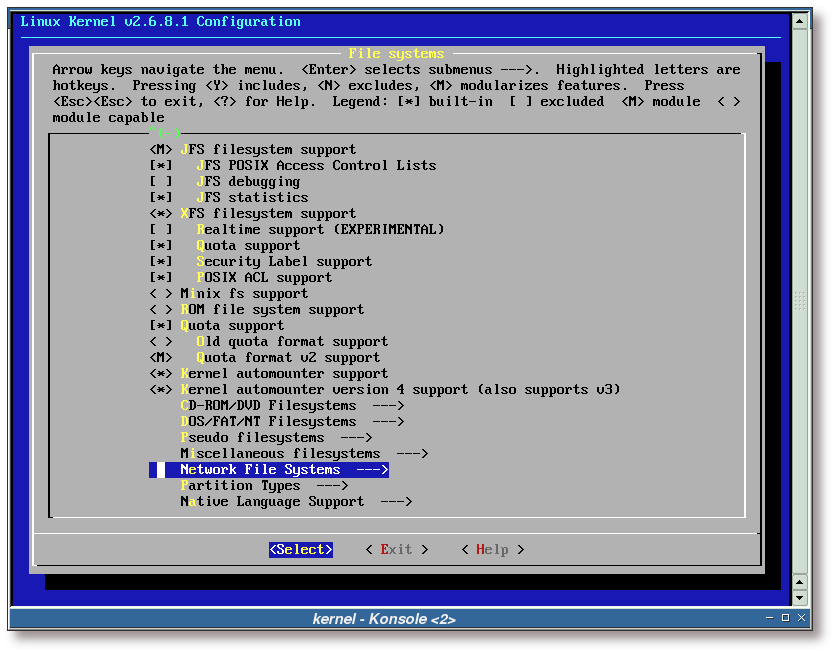 Linux Kernel v2.6.8.1 Configuration
File systems
Arrow keys navigate the menu.  <Enter> selects submenus --->.  Highlighted letters are
hotkeys.  Pressing <Y> includes, <N> excludes, <M> modularizes features.  Press
<Esc><Esc> to exit, <?> for Help.  Legend: [*] built-in  [ ] excluded  <M> module  < >
module capable
^(-)
<M> JFS filesystem support
[*]   JFS POSIX Access Control Lists
[ ]   JFS debugging
[*]   JFS statistics
<*> XFS filesystem support
[ ]   Realtime support (EXPERIMENTAL)
[*]   Quota support
[*]   Security Label support
[*]   POSIX ACL support
< > Minix fs support
< > ROM file system support
[*] Quota support
< >   Old quota format support
<M>   Quota format v2 support
<*> Kernel automounter support
<*> Kernel automounter version 4 support (also supports v3)
CD-ROM/DVD Filesystems  --->
DOS/FAT/NT Filesystems  --->
Pseudo filesystems  --->
Miscellaneous filesystems  --->
Network File Systems  --->
Partition Types  --->
Native Language Support  --->
<Select>    < Exit >    < Help >
kernel - Konsole <2>